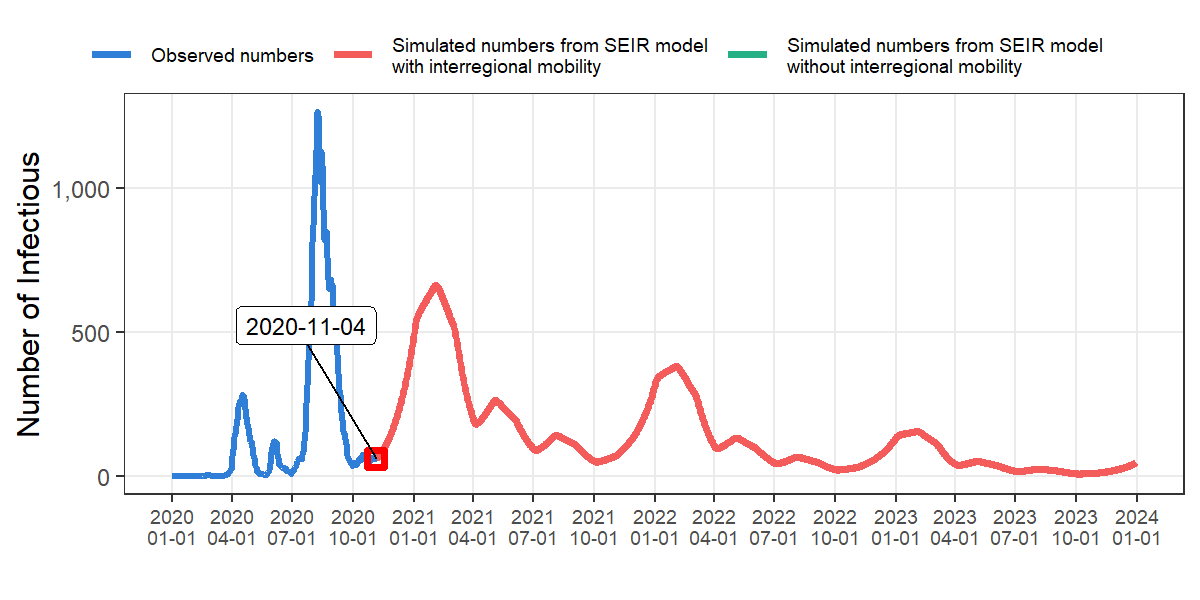 Observed numbers
Simulated numbers from SEIR model
with interregional mobility
Simulated numbers from SEIR model
without interregional mobility
Number of Infectious
1,000
500
0
2020-11-04
2020 2020 2020 2020 2021 2021 2021 2021 2022 2022 2022 2022 2023 2023 2023 2023 2024
01-01 04-01 07-01 10-01 01-01 04-01 07-01 10-01 01-01 04-01 07-01 10-01 01-01 04-01 07-01 10-01 01-01